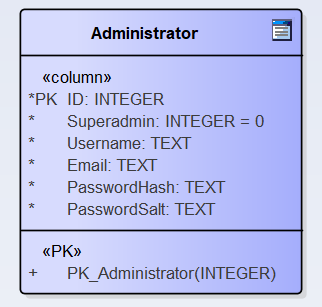 Administrator
«column»
*PK ID: INTEGER
* Superadmin: INTEGER = 0
* Username: TEXT
* Email: TEXT
* PasswordHash: TEXT
* PasswordSalt: TEXT
«PK»
+ PK_Administrator(INTEGER)